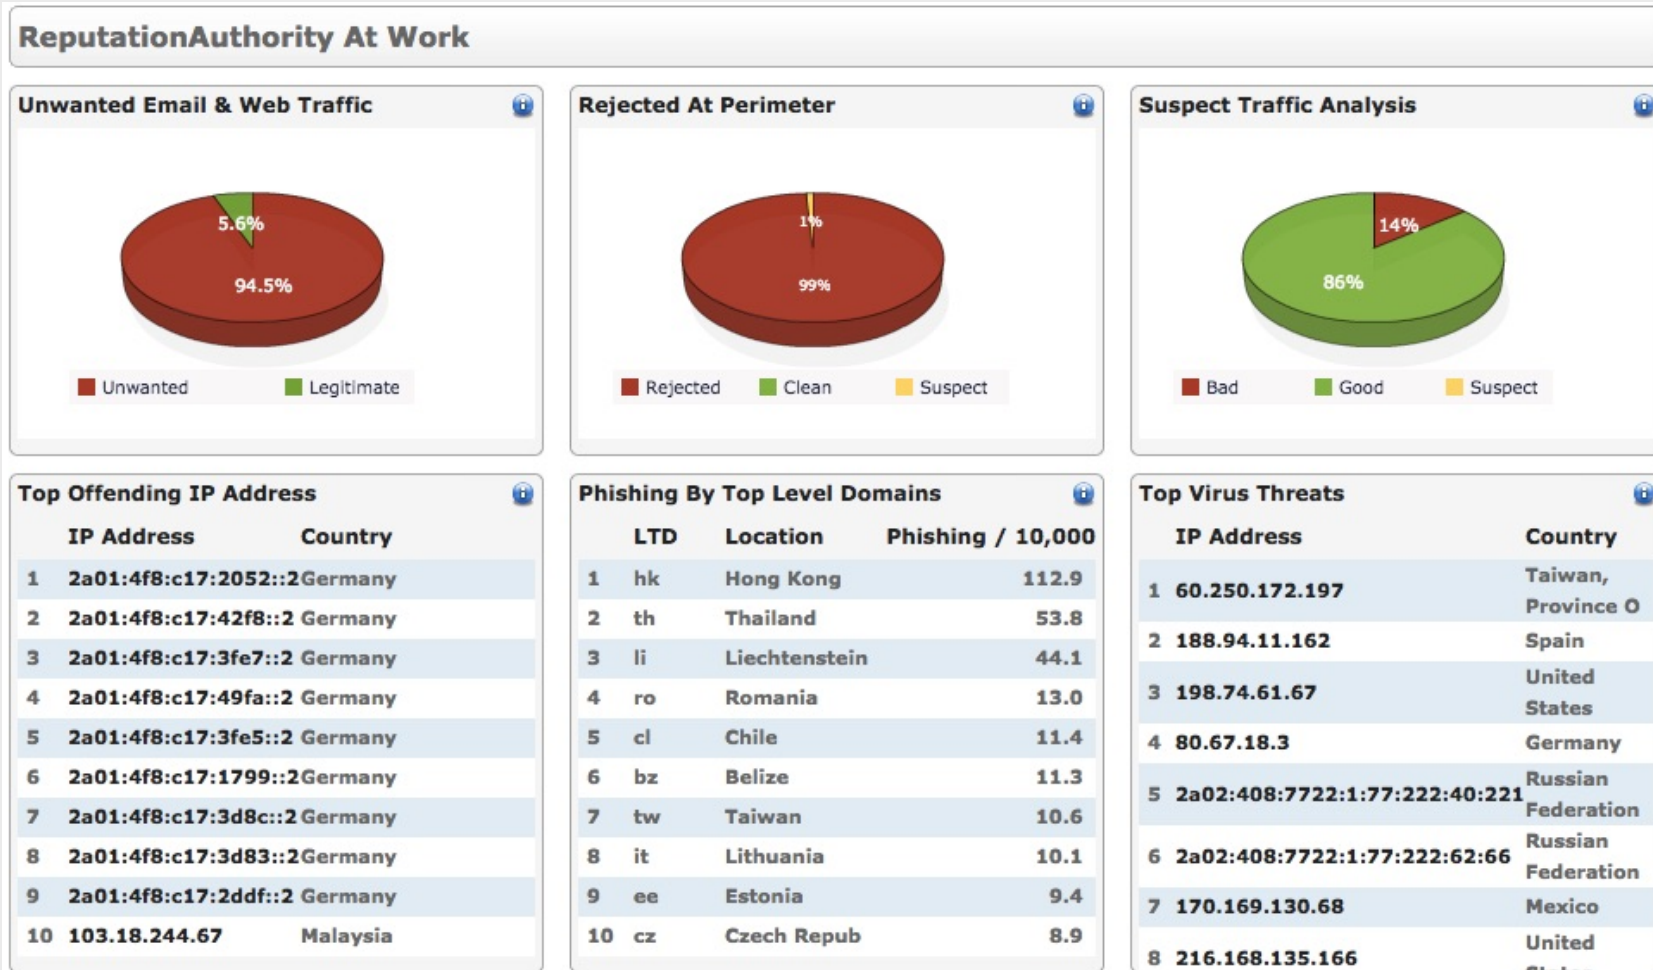 ReputationAuthority At Work
Unwanted Email & Web Traffic
5.6%
94.5%
Unwanted
Legitimate
Rejected At Perimeter
1%
99%
Rejected
Clean
Suspect
Suspect Traffic Analysis
14%
86%
Bad
Good
Suspect
Top Offending IP Address
IP Address Country
1 2a01:4f8:c17:2052::2 Germany
2 2a01:4f8:c17:42f8::2 Germany
3 2a01:4f8:c17:3fe7::2 Germany
4 2a01:4f8:c17:49fa::2 Germany
5 2a01:4f8:c17:3fe5::2 Germany
6 2a01:4f8:c17:1799::2 Germany
7 2a01:4f8:c17:3d8c::2 Germany
8 2a01:4f8:c17:3d83::2 Germany
9 2a01:4f8:c17:2ddf::2 Germany
10 103.18.244.67 Malaysia
Phishing By Top Level Domains
LTD Location Phishing / 10,000
1 hk Hong Kong 112.9
2 th Thailand 53.8
3 li Liechtenstein 44.1
4 ro Romania 13.0
5 cl Chile 11.4
6 bz Belize 11.3
7 tw Taiwan 10.6
8 it Lithuania 10.1
9 ee Estonia 9.4
10 cz Czech Repub 8.9
Top Virus Threats
IP Address Country
1 60.250.172.197 Taiwan,
Province O
2 188.94.11.162 Spain
3 198.74.61.67 United
States
4 80.67.18.3 Germany
5 2a02:408:7722:1:77:222:40:221 Russian
Federation
6 2a02:408:7722:1:77:222:62:66 Russian
Federation
7 170.169.130.68 Mexico
8 216.168.135.166 United